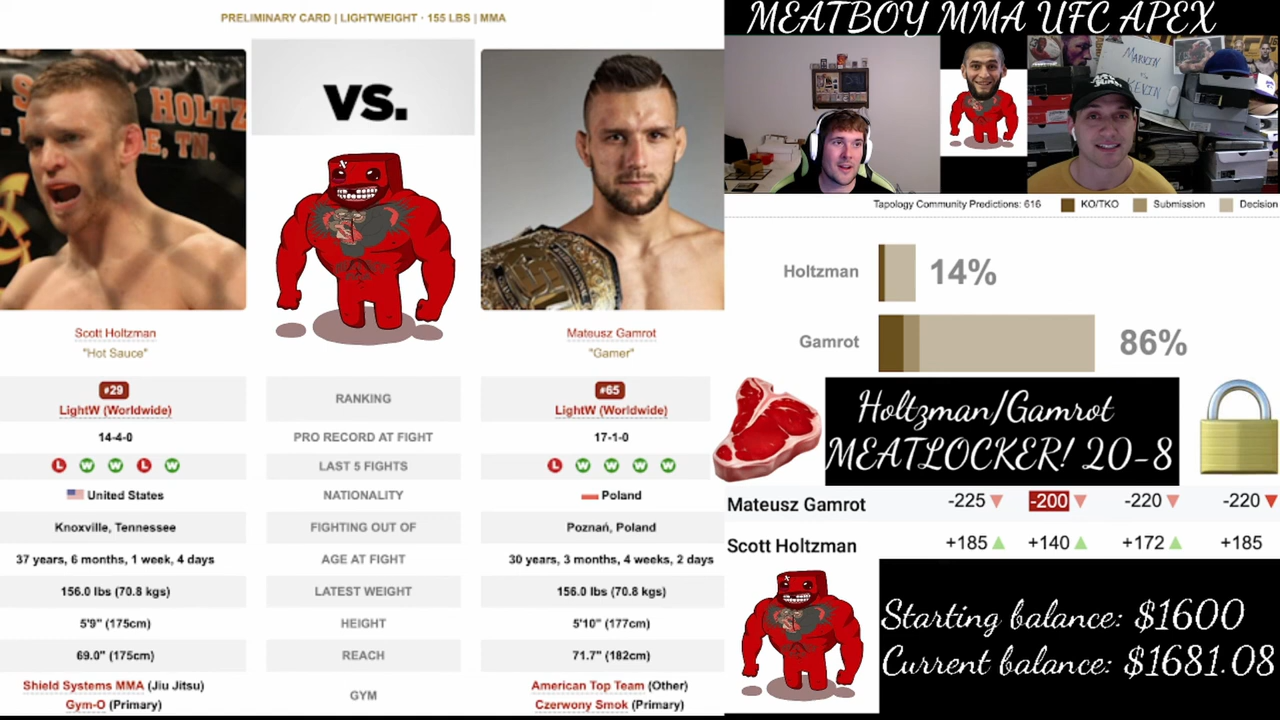 PRELIMINARY CARD | LIGHTWEIGHT · 155 LBS | MMA
HOLTZ
E, TN.
VS.
Scott Holtzman
"Hot Sauce"
Mateusz Gamrot
"Gamer"
#29
LightW (Worldwide)
RANKING
#65
LightW (Worldwide)
14-4-0
PRO RECORD AT FIGHT
17-1-0
L W W L W
LAST 5 FIGHTS
L W W W W
United States
NATIONALITY
Poland
Knoxville, Tennessee
FIGHTING OUT OF
Poznań, Poland
37 years, 6 months, 1 week, 4 days
AGE AT FIGHT
30 years, 3 months, 4 weeks, 2 days
156.0 lbs (70.8 kgs)
LATEST WEIGHT
156.0 lbs (70.8 kgs)
5'9" (175cm)
HEIGHT
5'10" (177cm)
69.0" (175cm)
REACH
71.7" (182cm)
Shield Systems MMA (Jiu Jitsu)
Gym-O (Primary)
GYM
American Top Team (Other)
Czerwony Smok (Primary)
MEATBOY MMA UFC APEX
MARVIN
vs
KEVIN
Tapology Community Predictions: 616
KO/TKO
Submission
Decision
Holtzman
14%
Gamrot
86%
Holtzman/Gamrot
MEATLOCKER! 20-8
Mateusz Gamrot -225 -200 -220 -220
Scott Holtzman +185 +140 +172 +185
Starting balance: $1600
Current balance: $1681.08